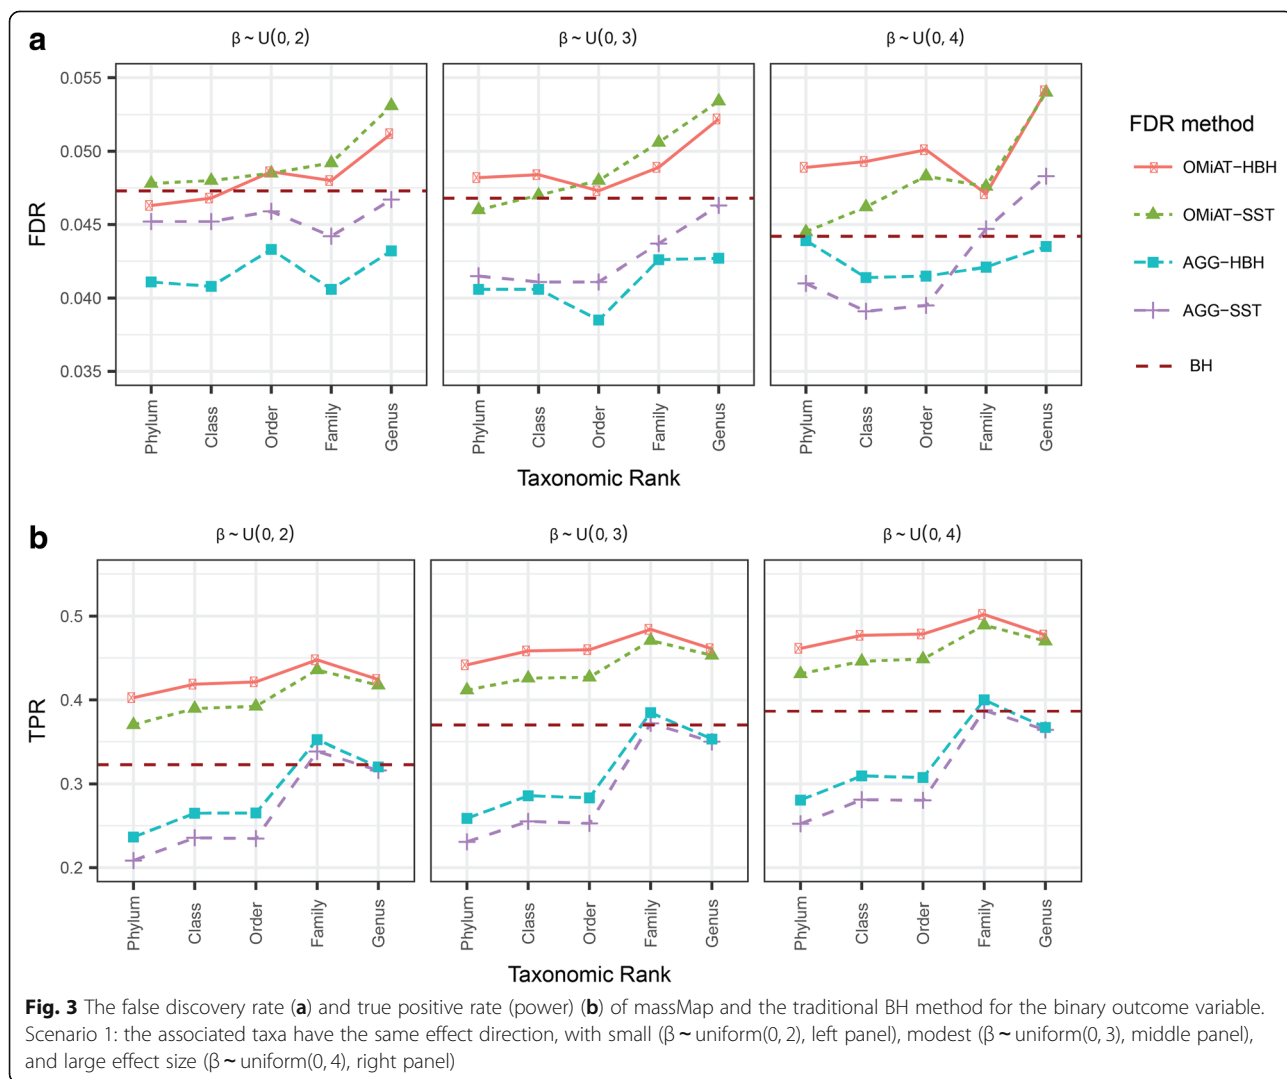 a
β ~ U(0, 2)
β ~ U(0, 3)
β ~ U(0, 4)
0.055
0.050
0.045
0.040
0.035
FDR
Phylum
Class
Order
Family
Genus
Phylum
Class
Order
Family
Genus
Phylum
Class
Order
Family
Genus
Taxonomic Rank
FDR method
OMiAT−HBH
OMiAT−SST
AGG−HBH
AGG−SST
BH
b
β ~ U(0, 2)
β ~ U(0, 3)
β ~ U(0, 4)
0.5
0.4
0.3
0.2
TPR
Phylum
Class
Order
Family
Genus
Phylum
Class
Order
Family
Genus
Phylum
Class
Order
Family
Genus
Taxonomic Rank
Fig. 3 The false discovery rate (a) and true positive rate (power) (b) of massMap and the traditional BH method for the binary outcome variable.
Scenario 1: the associated taxa have the same effect direction, with small (β ~ uniform(0, 2), left panel), modest (β ~ uniform(0, 3), middle panel),
and large effect size (β ~ uniform(0, 4), right panel)